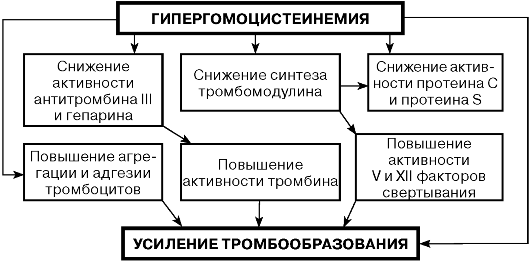 ГИПЕРГОМОЦИСТЕИНЕМИЯ
Снижение
активности
антитромбина III
и гепарина
Снижение синтеза
тромбомодулина
Снижение актив-
ности протеина С
и протеина S
Повышение агре-
гации и адгезии
тромбоцитов
Повышение
активности тромбина
Повышение
активности
V и XII факторов
свертывания
УСИЛЕНИЕ ТРОМБООБРАЗОВАНИЯ